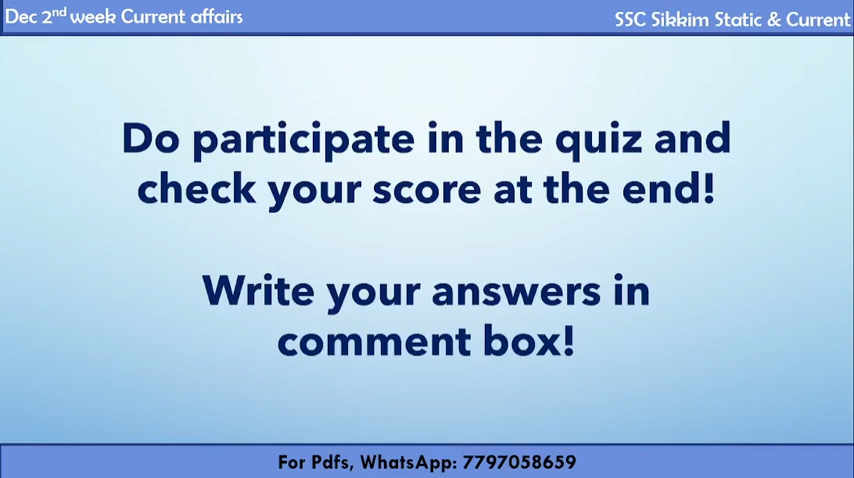 Dec 2nd week Current affairs
SSC Sikkim Static & Current
Do participate in the quiz and
check your score at the end!
Write your answers in
comment box!
For Pdfs, WhatsApp: 7797058659